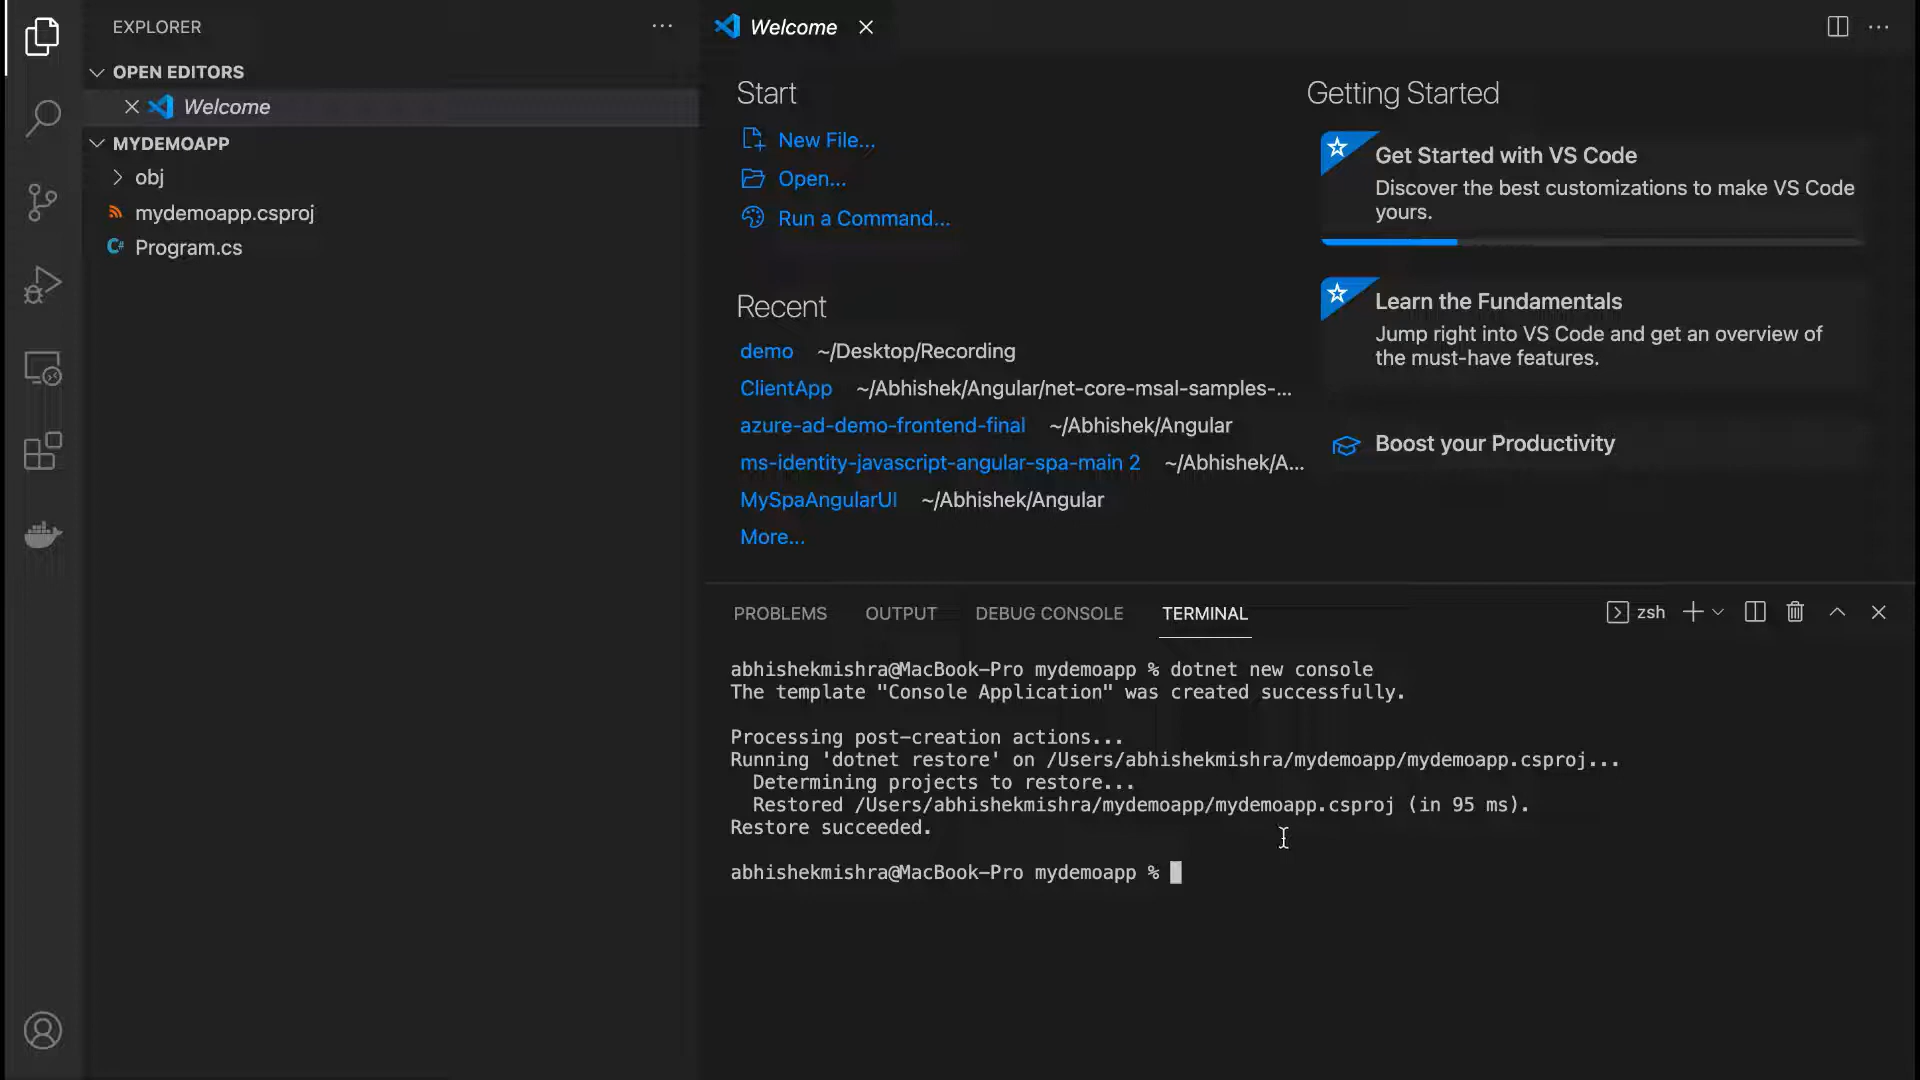 EXPLORER
OPEN EDITORS
Welcome
MYDEMOAPP
obj
mydemoapp.csproj
C# Program.cs
Welcome
Start
New File...
Open...
Run a Command...
Recent
demo ~/Desktop/Recording
ClientApp ~/Abhishek/Angular/net-core-msal-samples-...
azure-ad-demo-frontend-final ~/Abhishek/Angular
ms-identity-javascript-angular-spa-main 2 ~/Abhishek/A...
MySpaAngularUI ~/Abhishek/Angular
More...
Getting Started
Get Started with VS Code
Discover the best customizations to make VS Code
yours.
Learn the Fundamentals
Jump right into VS Code and get an overview of
the must-have features.
Boost your Productivity
PROBLEMS OUTPUT DEBUG CONSOLE TERMINAL zsh
abhishekmishra@MacBook-Pro mydemoapp % dotnet new console
The template "Console Application" was created successfully.
Processing post-creation actions...
Running 'dotnet restore' on /Users/abhishekmishra/mydemoapp/mydemoapp.csproj...
Determining projects to restore...
Restored /Users/abhishekmishra/mydemoapp/mydemoapp.csproj (in 95 ms).
Restore succeeded.
abhishekmishra@MacBook-Pro mydemoapp %